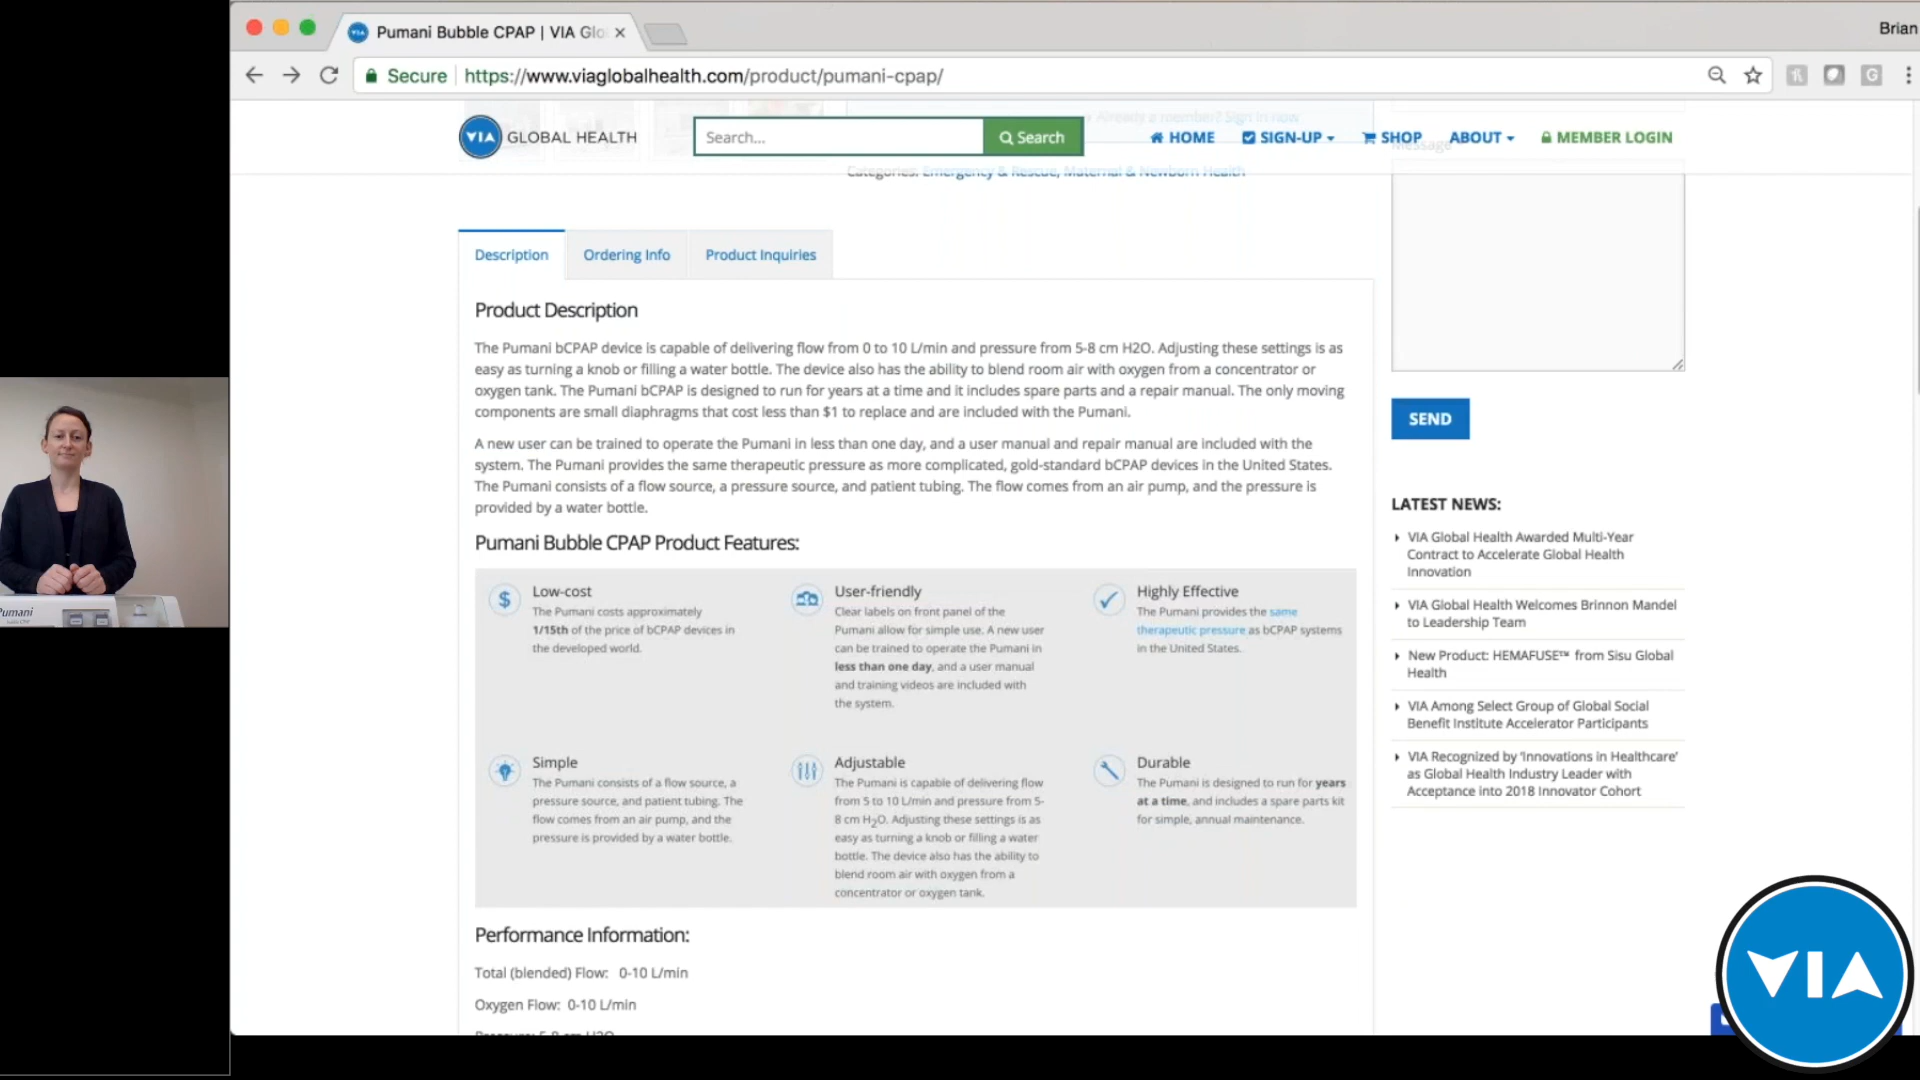 Pumani Bubble CPAP | VIA Glo
Brian
Secure https://www.viaglobalhealth.com/product/pumani-cpap/
Already a member? Sign in now
VIA GLOBAL HEALTH
Search...
Search
HOME
SIGN-UP
SHOP
ABOUT
MEMBER LOGIN
Message
Categories: Emergency & Rescue, Maternal & Newborn Health
Description
Ordering Info
Product Inquiries
Product Description
The Pumani bCPAP device is capable of delivering flow from 0 to 10 L/min and pressure from 5-8 cm H2O. Adjusting these settings is as
easy as turning a knob or filling a water bottle. The device also has the ability to blend room air with oxygen from a concentrator or
oxygen tank. The Pumani bCPAP is designed to run for years at a time and it includes spare parts and a repair manual. The only moving
components are small diaphragms that cost less than $1 to replace and are included with the Pumani.
A new user can be trained to operate the Pumani in less than one day, and a user manual and repair manual are included with the
system. The Pumani provides the same therapeutic pressure as more complicated, gold-standard bCPAP devices in the United States.
The Pumani consists of a flow source, a pressure source, and patient tubing. The flow comes from an air pump, and the pressure is
provided by a water bottle.
Pumani Bubble CPAP Product Features:
Low-cost
The Pumani costs approximately
1/15th of the price of bCPAP devices in
the developed world.
User-friendly
Clear labels on front panel of the
Pumani allow for simple use. A new user
can be trained to operate the Pumani in
less than one day, and a user manual
and training videos are included with
the system.
Highly Effective
The Pumani provides the same
therapeutic pressure as bCPAP systems
in the United States.
Simple
The Pumani consists of a flow source, a
pressure source, and patient tubing. The
flow comes from an air pump, and the
pressure is provided by a water bottle.
Adjustable
The Pumani is capable of delivering flow
from 5 to 10 L/min and pressure from 5-
8 cm H2O. Adjusting these settings is as
easy as turning a knob or filling a water
bottle. The device also has the ability to
blend room air with oxygen from a
concentrator or oxygen tank.
Durable
The Pumani is designed to run for years
at a time, and includes a spare parts kit
for simple, annual maintenance.
Performance Information:
Total (blended) Flow: 0-10 L/min
Oxygen Flow: 0-10 L/min
Pressure: 5-8 cm H2O
SEND
LATEST NEWS:
VIA Global Health Awarded Multi-Year
Contract to Accelerate Global Health
Innovation
VIA Global Health Welcomes Brinnon Mandel
to Leadership Team
New Product: HEMAFUSE™ from Sisu Global
Health
VIA Among Select Group of Global Social
Benefit Institute Accelerator Participants
VIA Recognized by 'Innovations in Healthcare'
as Global Health Industry Leader with
Acceptance into 2018 Innovator Cohort
Pumani
VIA